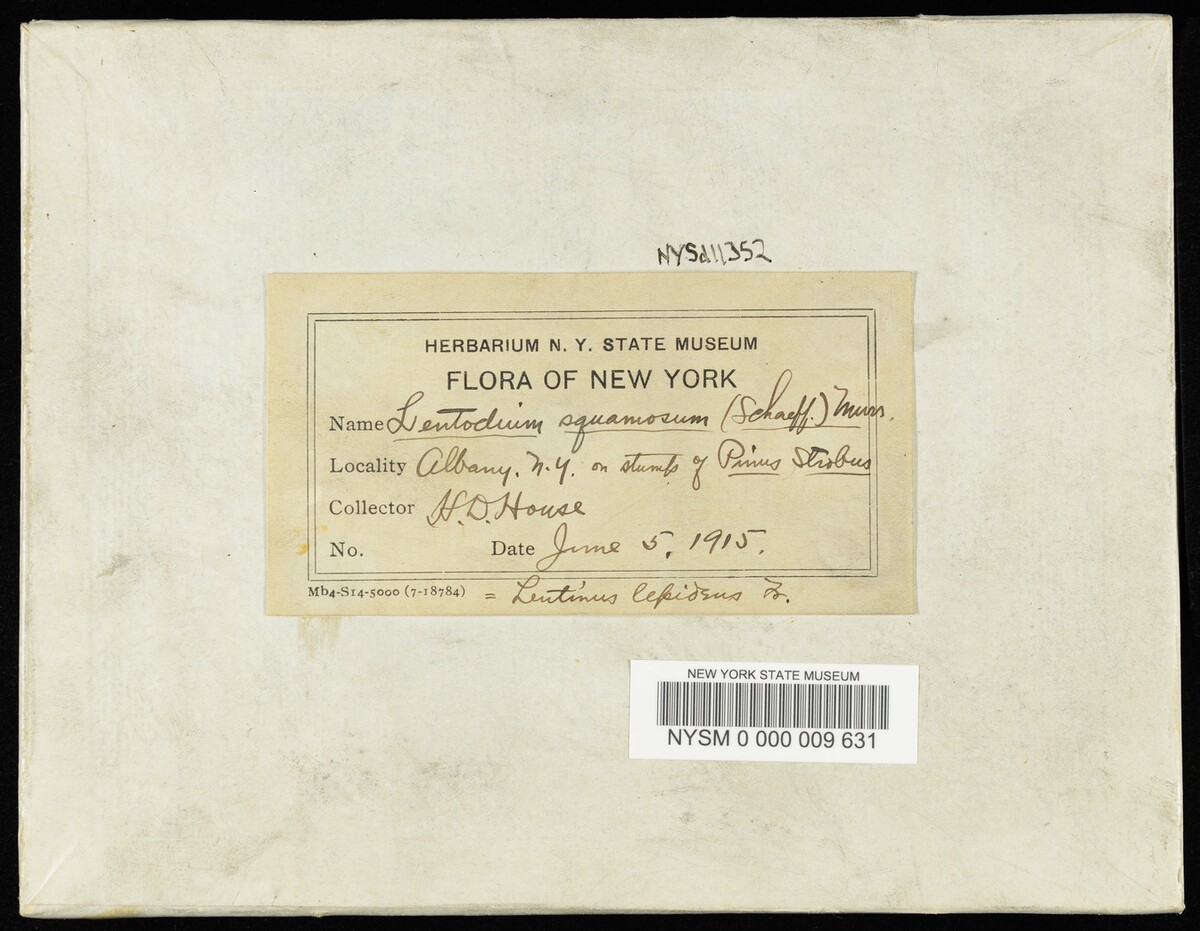 NYSd11352
HERBARIUM N. Y. STATE MUSEUM
FLORA OF NEW YORK
Name Lentodium squamosum (Schaeff.) Murr.
Locality Albany, N.Y. on stumps of Pinus Strobus
Collector H.D. House
No. Date June 5, 1915.
Mb4-S14-5000 (7-18784) = Lentinus lepideus Fr.
NEW YORK STATE MUSEUM
NYSM 0 000 009 631